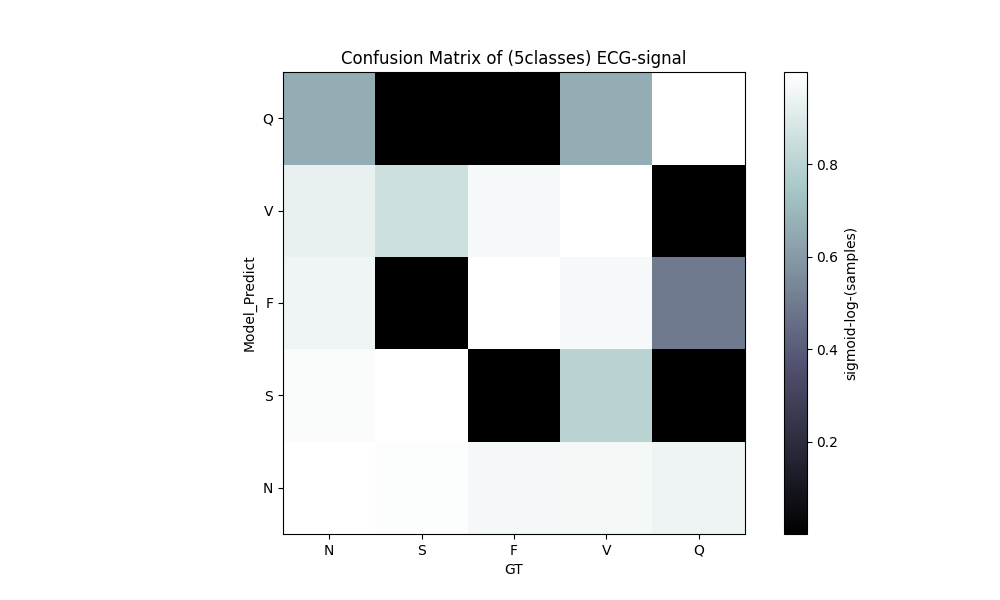 Confusion Matrix of (5classes) ECG-signal
Q
V
F
S
N
Model_Predict
N S F V Q
GT
0.8
0.6
0.4
0.2
sigmoid-log-(samples)